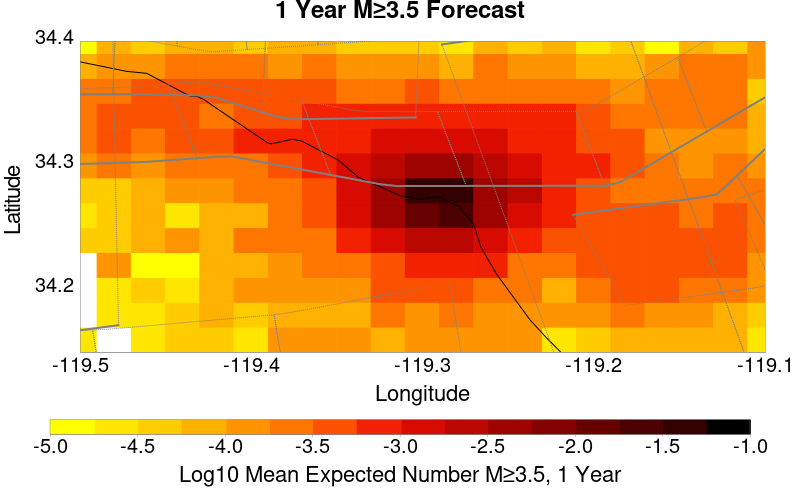 1 Year M≥3.5 Forecast
34.4
34.3
34.2
Latitude
-119.5 -119.4 -119.3 -119.2 -119.1
Longitude
-5.0 -4.5 -4.0 -3.5 -3.0 -2.5 -2.0 -1.5 -1.0
Log10 Mean Expected Number M≥3.5, 1 Year